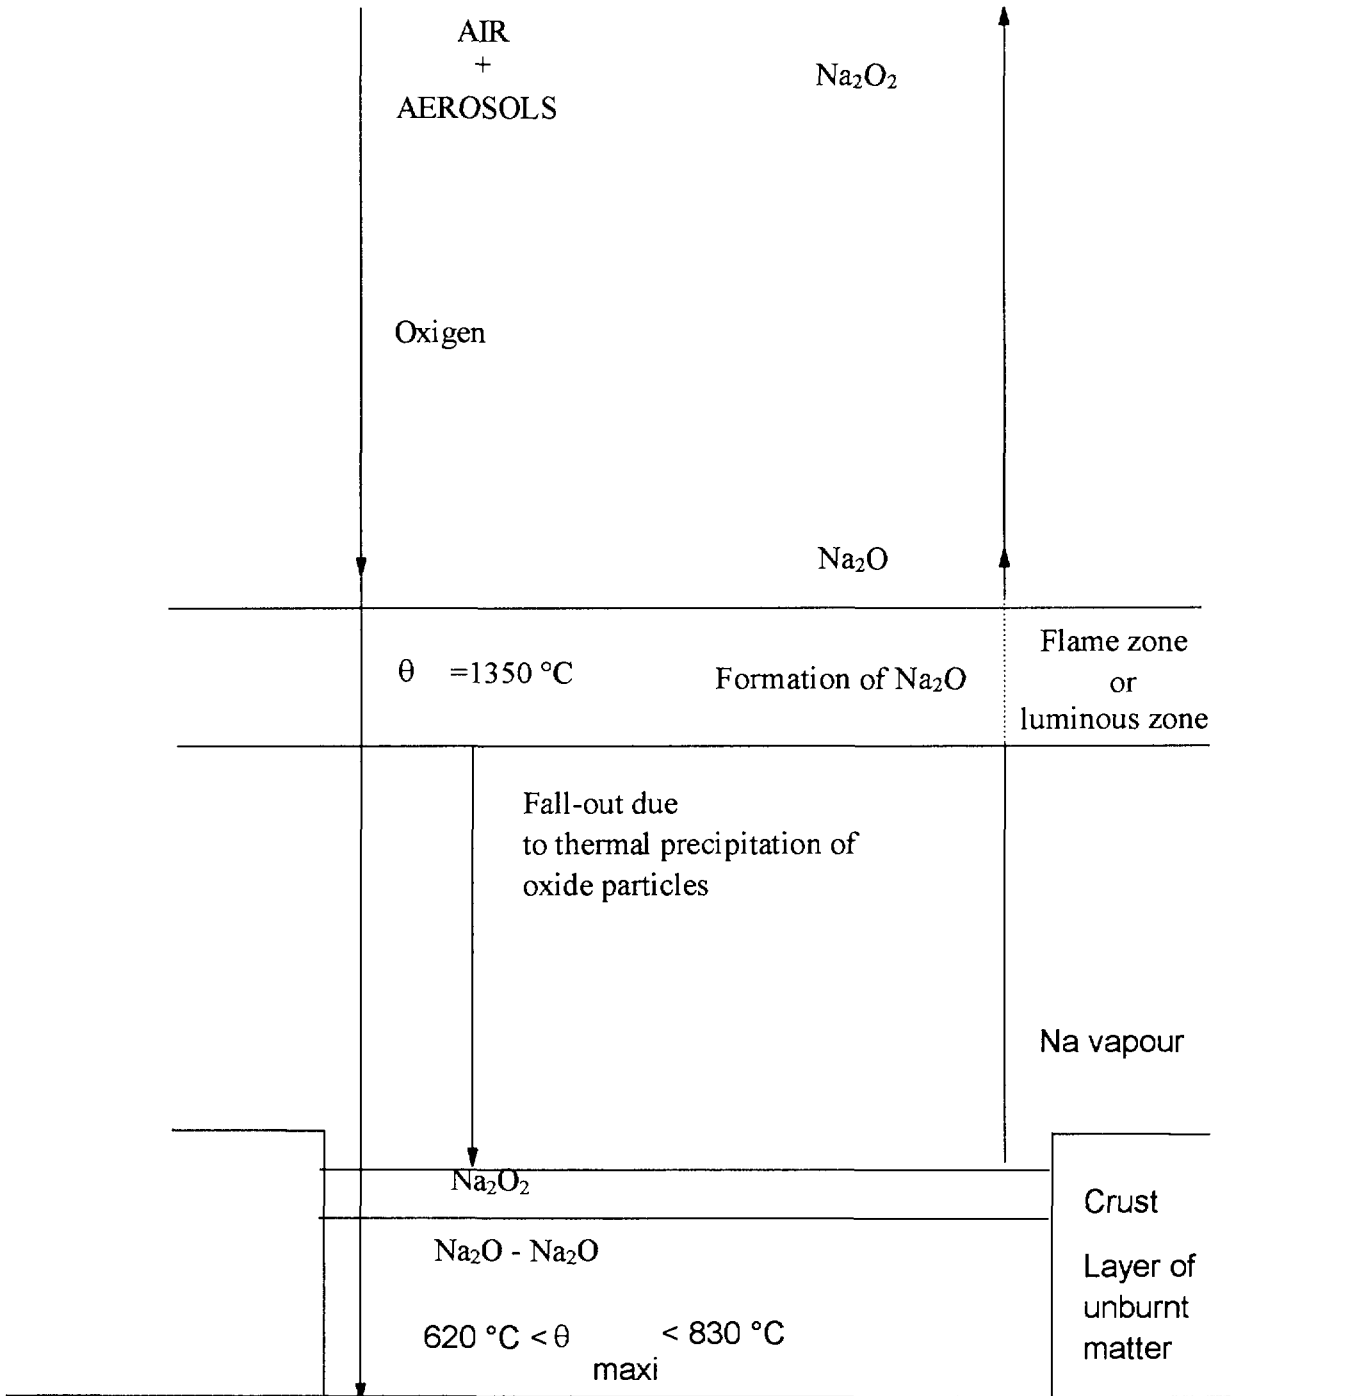 AIR
+
AEROSOLS
Na₂O₂
Oxigen
Na₂O
θ =1350 °C
Formation of Na₂O
Flame zone
or
luminous zone
Fall-out due
to thermal precipitation of
oxide particles
Na vapour
Na₂O₂
Crust
Na₂O - Na₂O
Layer of
unburnt
matter
620 °C < θ maxi < 830 °C